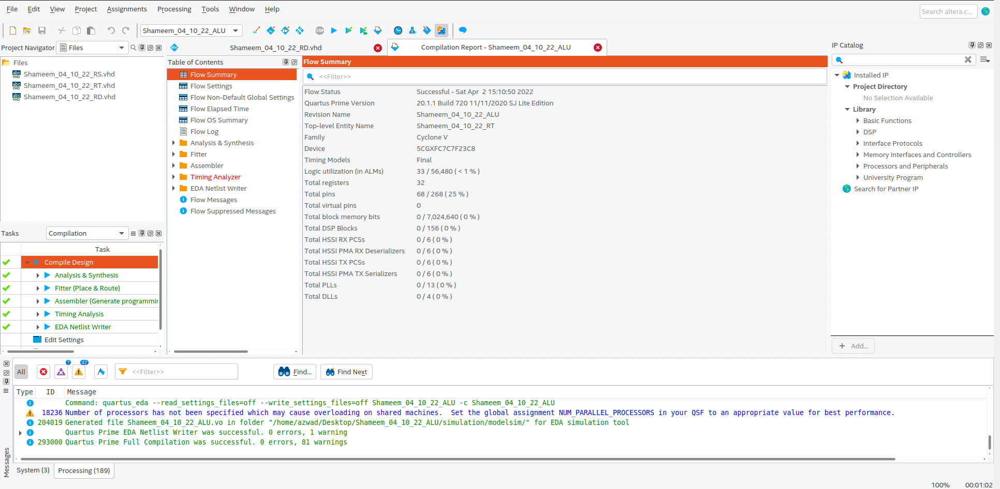 File Edit View Project Assignments Processing Tools Window Help
Search altera.c...
Shameem_04_10_22_ALU
STOP
Project Navigator Files
Files
Shameem_04_10_22_RS.vhd
Shameem_04_10_22_RT.vhd
Shameem_04_10_22_RD.vhd
Tasks Compilation
Task
Compile Design
Analysis & Synthesis
Fitter (Place & Route)
Assembler (Generate programmin
Timing Analysis
EDA Netlist Writer
Edit Settings
Shameem_04_10_22_RD.vhd
Compilation Report - Shameem_04_10_22_ALU
Table of Contents
Flow Summary
Flow Settings
Flow Non-Default Global Settings
Flow Elapsed Time
Flow OS Summary
Flow Log
Analysis & Synthesis
Fitter
Assembler
Timing Analyzer
EDA Netlist Writer
Flow Messages
Flow Suppressed Messages
Flow Summary
<<Filter>>
Flow Status Successful - Sat Apr 2 15:10:50 2022
Quartus Prime Version 20.1.1 Build 720 11/11/2020 SJ Lite Edition
Revision Name Shameem_04_10_22_ALU
Top-level Entity Name Shameem_04_10_22_RT
Family Cyclone V
Device 5CGXFC7C7F23C8
Timing Models Final
Logic utilization (in ALMs) 33 / 56,480 ( < 1 % )
Total registers 32
Total pins 68 / 268 ( 25 % )
Total virtual pins 0
Total block memory bits 0 / 7,024,640 ( 0 % )
Total DSP Blocks 0 / 156 ( 0 % )
Total HSSI RX PCSs 0 / 6 ( 0 % )
Total HSSI PMA RX Deserializers 0 / 6 ( 0 % )
Total HSSI TX PCSs 0 / 6 ( 0 % )
Total HSSI PMA TX Serializers 0 / 6 ( 0 % )
Total PLLs 0 / 13 ( 0 % )
Total DLLs 0 / 4 ( 0 % )
IP Catalog
Installed IP
Project Directory
No Selection Available
Library
Basic Functions
DSP
Interface Protocols
Memory Interfaces and Controllers
Processors and Peripherals
University Program
Search for Partner IP
+ Add...
All 7 42 <<Filter>> Find... Find Next
Type ID Message
Command: quartus_eda --read_settings_files=off --write_settings_files=off Shameem_04_10_22_ALU -c Shameem_04_10_22_ALU
18236 Number of processors has not been specified which may cause overloading on shared machines. Set the global assignment NUM_PARALLEL_PROCESSORS in your QSF to an appropriate value for best performance.
204019 Generated file Shameem_04_10_22_ALU.vo in folder "/home/azwad/Desktop/Shameem_04_10_22_ALU/simulation/modelsim/" for EDA simulation tool
Quartus Prime EDA Netlist Writer was successful. 0 errors, 1 warning
293000 Quartus Prime Full Compilation was successful. 0 errors, 81 warnings
Messages
System (3) Processing (189)
100% 00:01:02